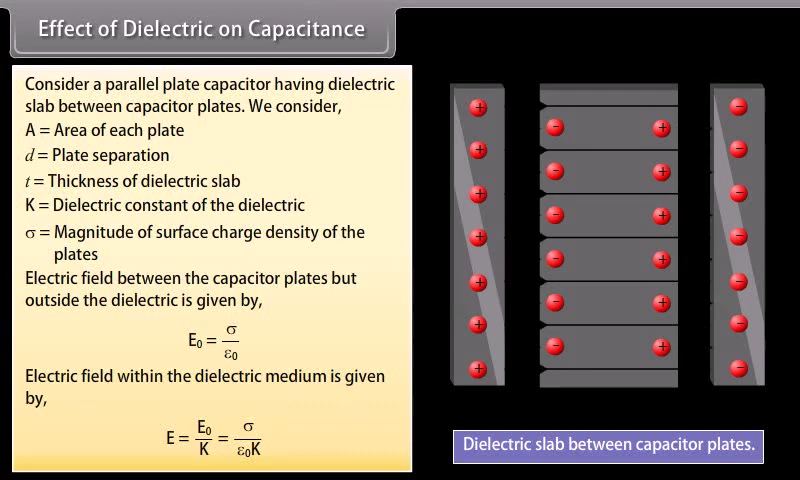 Effect of Dielectric on Capacitance
Consider a parallel plate capacitor having dielectric
slab between capacitor plates. We consider,
A = Area of each plate
d = Plate separation
t = Thickness of dielectric slab
K = Dielectric constant of the dielectric
σ = Magnitude of surface charge density of the
plates
Electric field between the capacitor plates but
outside the dielectric is given by,
E₀ = σ/ε₀
Electric field within the dielectric medium is given
by,
E = E₀/K = σ/ε₀K
Dielectric slab between capacitor plates.